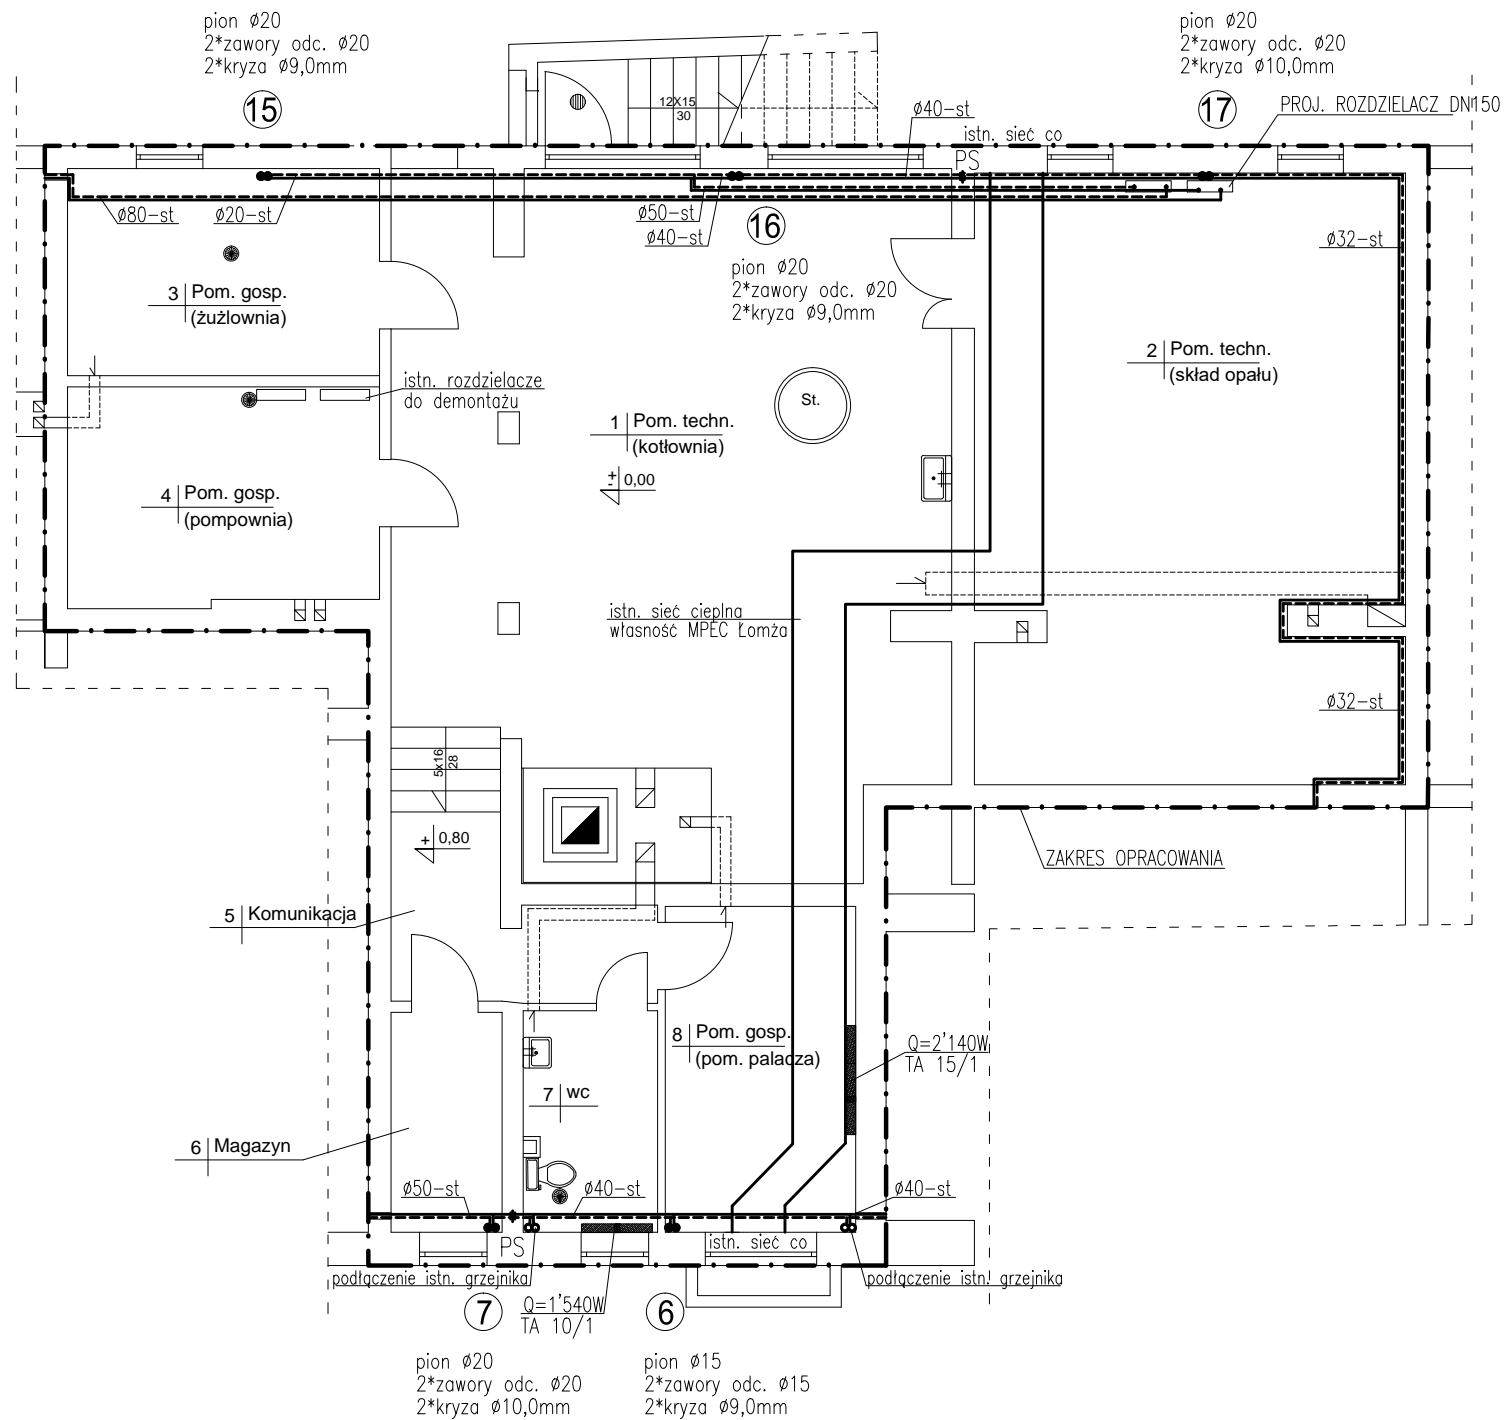 pion ø20
2*zawory odc. ø20
2*kryza ø9,0mm
15
pion ø20
2*zawory odc. ø20
2*kryza ø10,0mm
17
PROJ. ROZDZIELACZ DN150
12X15
30
ø40-st
istn. sieć co
PS
ø80-st
ø20-st
ø50-st
ø40-st
16
pion ø20
2*zawory odc. ø20
2*kryza ø9,0mm
ø32-st
3 Pom. gosp.
(żużlownia)
2 Pom. techn.
(skład opału)
istn. rozdzielacze
do demontażu
St.
1 Pom. techn.
(kotłownia)
± 0,00
4 Pom. gosp.
(pompownia)
istn. sieć cieplna
własność MPEC Łomża
ø32-st
5x16
28
+ 0,80
ZAKRES OPRACOWANIA
5 Komunikacja
8 Pom. gosp.
(pom. palacza)
Q=2'140W
TA 15/1
7 wc
6 Magazyn
ø50-st
ø40-st
ø40-st
PS
istn. sieć co
podłączenie istn. grzejnika
podłączenie istn. grzejnika
7
Q=1'540W
TA 10/1
6
pion ø20
2*zawory odc. ø20
2*kryza ø10,0mm
pion ø15
2*zawory odc. ø15
2*kryza ø9,0mm